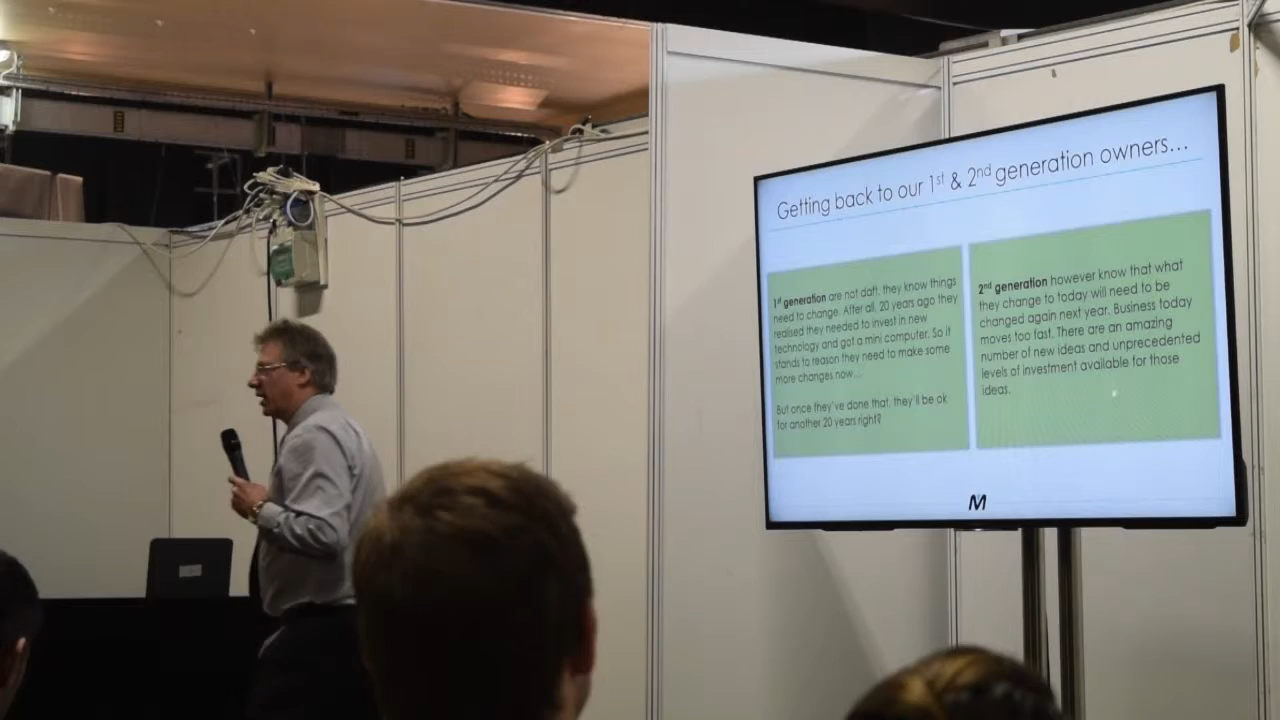 Getting back to our 1st & 2nd generation owners...
1st generation are not daft, they know things
need to change. After all, 20 years ago they
realised they needed to invest in new
technology and got a mini computer. So it
stands to reason they need to make some
more changes now...
But once they've done that, they'll be ok
for another 20 years right?
2nd generation however know that what
they change to today will need to be
changed again next year. Business today
moves too fast. There are an amazing
number of new ideas and unprecedented
levels of investment available for those
ideas.
M